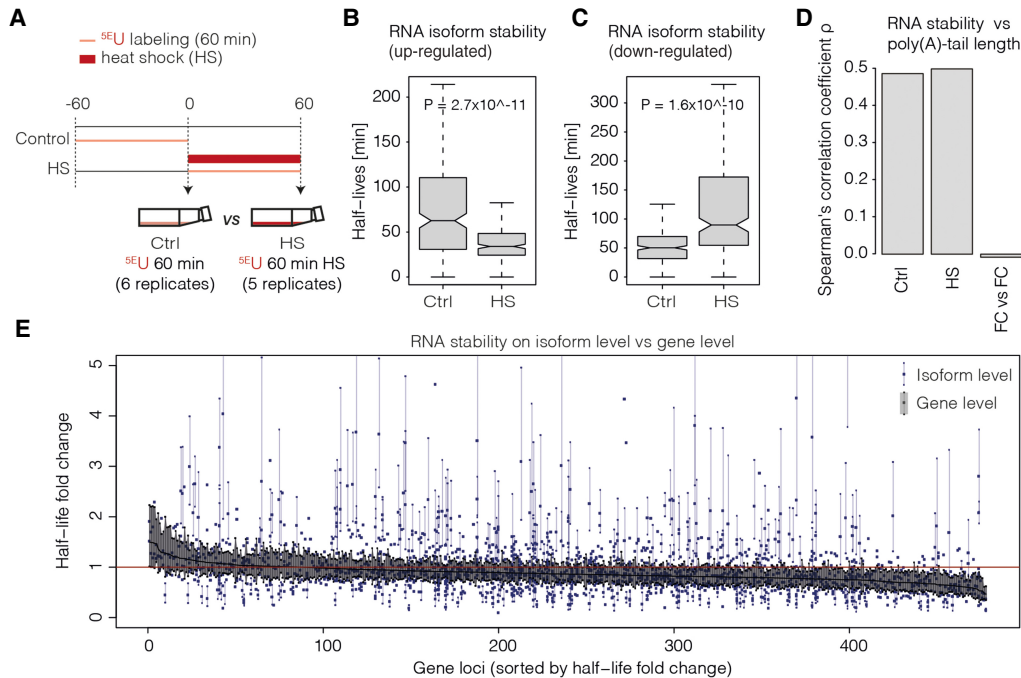 A
5EU labeling (60 min)
heat shock (HS)
-60
0
60
Control
HS
vs
Ctrl
HS
5EU 60 min
5EU 60 min HS
(6 replicates)
(5 replicates)
B
RNA isoform stability
(up-regulated)
Half-lives [min]
200
150
100
50
0
P = 2.7x10^-11
Ctrl
HS
C
RNA isoform stability
(down-regulated)
Half-lives [min]
300
250
200
150
100
50
0
P = 1.6x10^-10
Ctrl
HS
D
RNA stability vs
poly(A)-tail length
Spearman's correlation coefficient ρ
0.5
0.4
0.3
0.2
0.1
0.0
Ctrl
HS
FC vs FC
E
RNA stability on isoform level vs gene level
Half-life fold change
5
4
3
2
1
0
Isoform level
Gene level
0
100
200
300
400
Gene loci (sorted by half-life fold change)